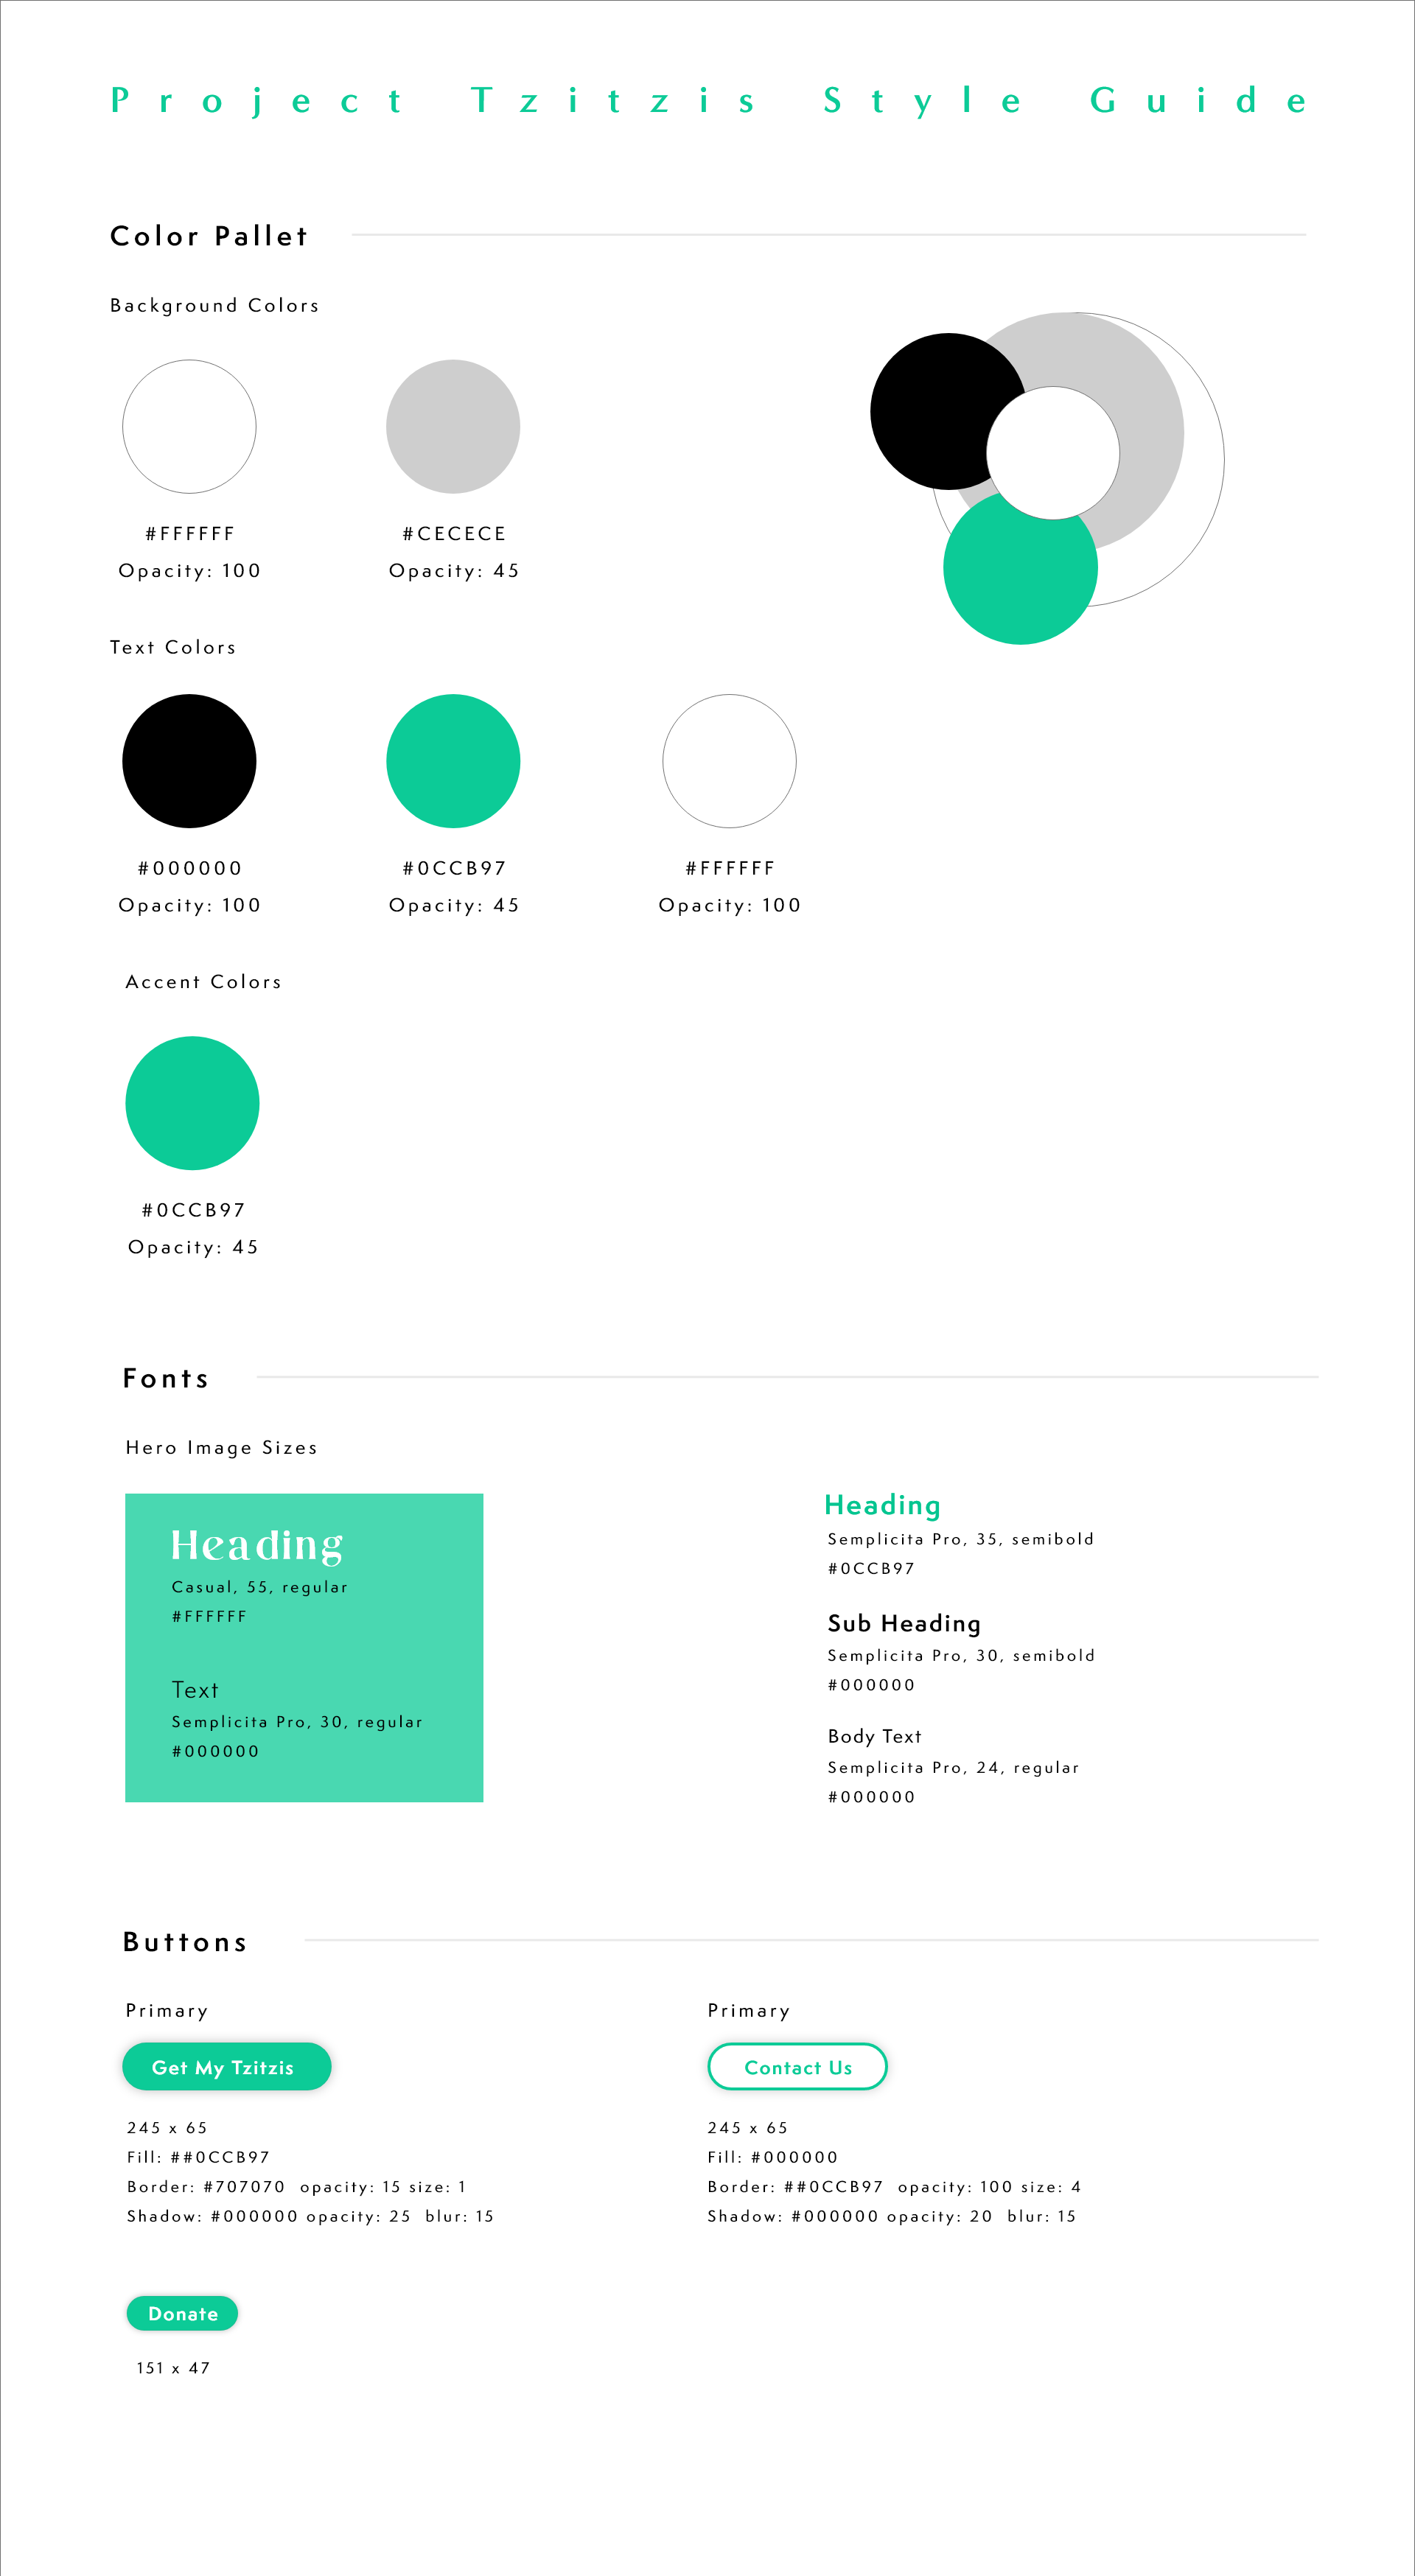 Project Tzitzis Style Guide
Color Pallet
Background Colors
#FFFFFF
Opacity: 100
#CECECE
Opacity: 45
Text Colors
#000000
Opacity: 100
#0CCB97
Opacity: 45
#FFFFFF
Opacity: 100
Accent Colors
#0CCB97
Opacity: 45
Fonts
Hero Image Sizes
Heading
Casual, 55, regular
#FFFFFF
Text
Semplicita Pro, 30, regular
#000000
Heading
Semplicita Pro, 35, semibold
#0CCB97
Sub Heading
Semplicita Pro, 30, semibold
#000000
Body Text
Semplicita Pro, 24, regular
#000000
Buttons
Primary
Get My Tzitzis
245 x 65
Fill: ##0CCB97
Border: #707070 opacity: 15 size: 1
Shadow: #000000 opacity: 25 blur: 15
Primary
Contact Us
245 x 65
Fill: #000000
Border: ##0CCB97 opacity: 100 size: 4
Shadow: #000000 opacity: 20 blur: 15
Donate
151 x 47